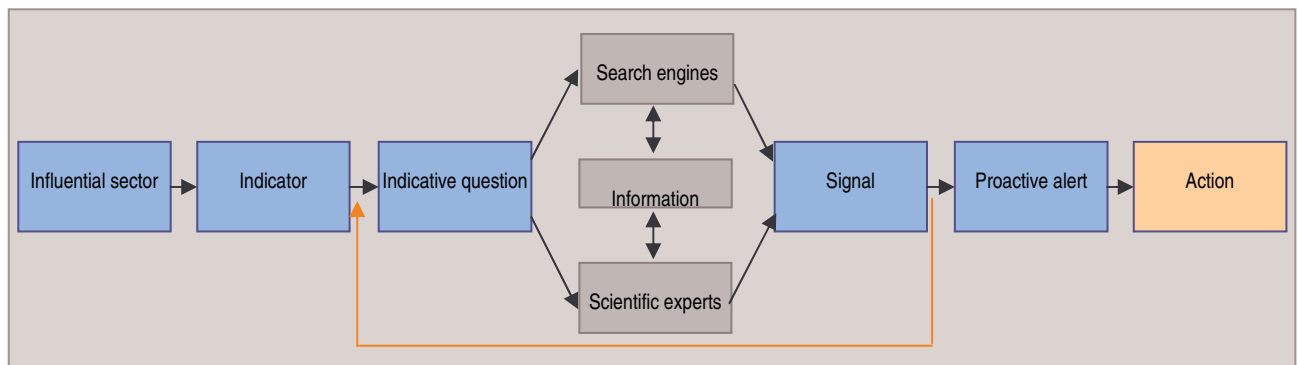 Search engines
Influential sector
Indicator
Indicative question
Information
Signal
Proactive alert
Action
Scientific experts